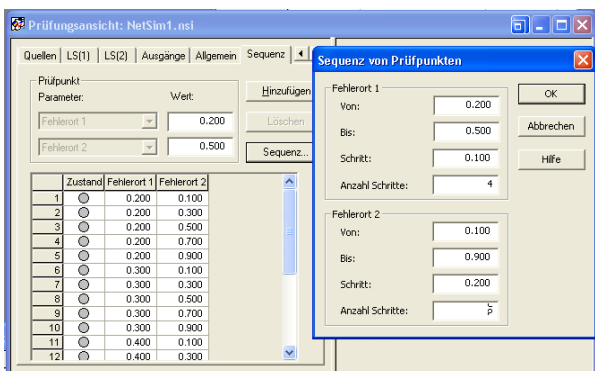 Prüfungsansicht: NetSim1.nsi
Quellen LS(1) LS(2) Ausgänge Allgemein Sequenz
Prüfpunkt
Parameter: Wert:
Fehlerort 1 0.200
Fehlerort 2 0.500
Hinzufügen
Löschen
Sequenz...
Zustand Fehlerort 1 Fehlerort 2
1 0.200 0.100
2 0.200 0.300
3 0.200 0.500
4 0.200 0.700
5 0.200 0.900
6 0.300 0.100
7 0.300 0.300
8 0.300 0.500
9 0.300 0.700
10 0.300 0.900
11 0.400 0.100
12 0.400 0.300
Sequenz von Prüfpunkten
Fehlerort 1
Von: 0.200
Bis: 0.500
Schritt: 0.100
Anzahl Schritte: 4
Fehlerort 2
Von: 0.100
Bis: 0.900
Schritt: 0.200
Anzahl Schritte:
OK
Abbrechen
Hilfe